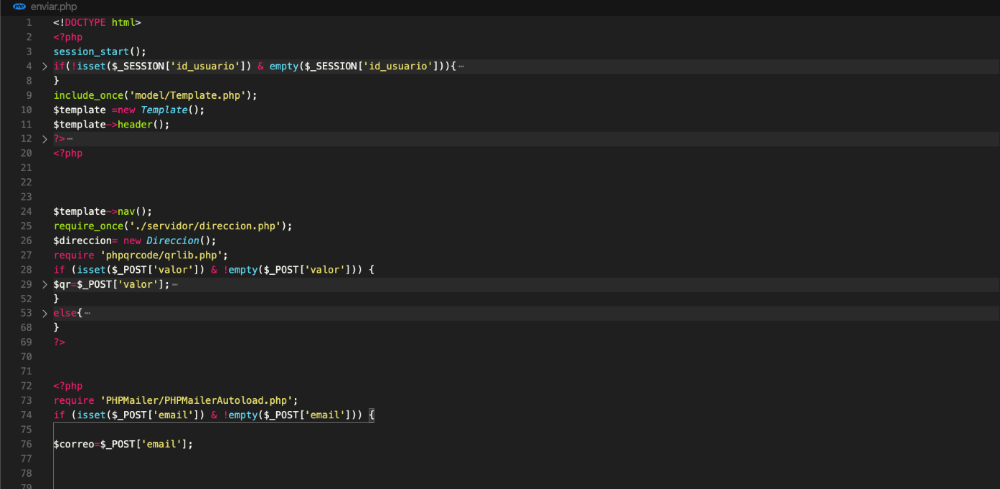 php enviar.php
1 <!DOCTYPE html>
2 <?php
3 session_start();
4 > if(!isset($_SESSION['id_usuario']) & empty($_SESSION['id_usuario'])){⋯
8 }
9 include_once('model/Template.php');
10 $template =new Template();
11 $template->header();
12 > ?>⋯
20 <?php
21
22
23
24 $template->nav();
25 require_once('./servidor/direccion.php');
26 $direccion= new Direccion();
27 require 'phpqrcode/qrlib.php';
28 if (isset($_POST['valor']) & !empty($_POST['valor'])) {
29 > $qr=$_POST['valor'];⋯
52 }
53 > else{⋯
68 }
69 ?>
70
71
72 <?php
73 require 'PHPMailer/PHPMailerAutoload.php';
74 if (isset($_POST['email']) & !empty($_POST['email'])) {
75
76 $correo=$_POST['email'];
77
78
79